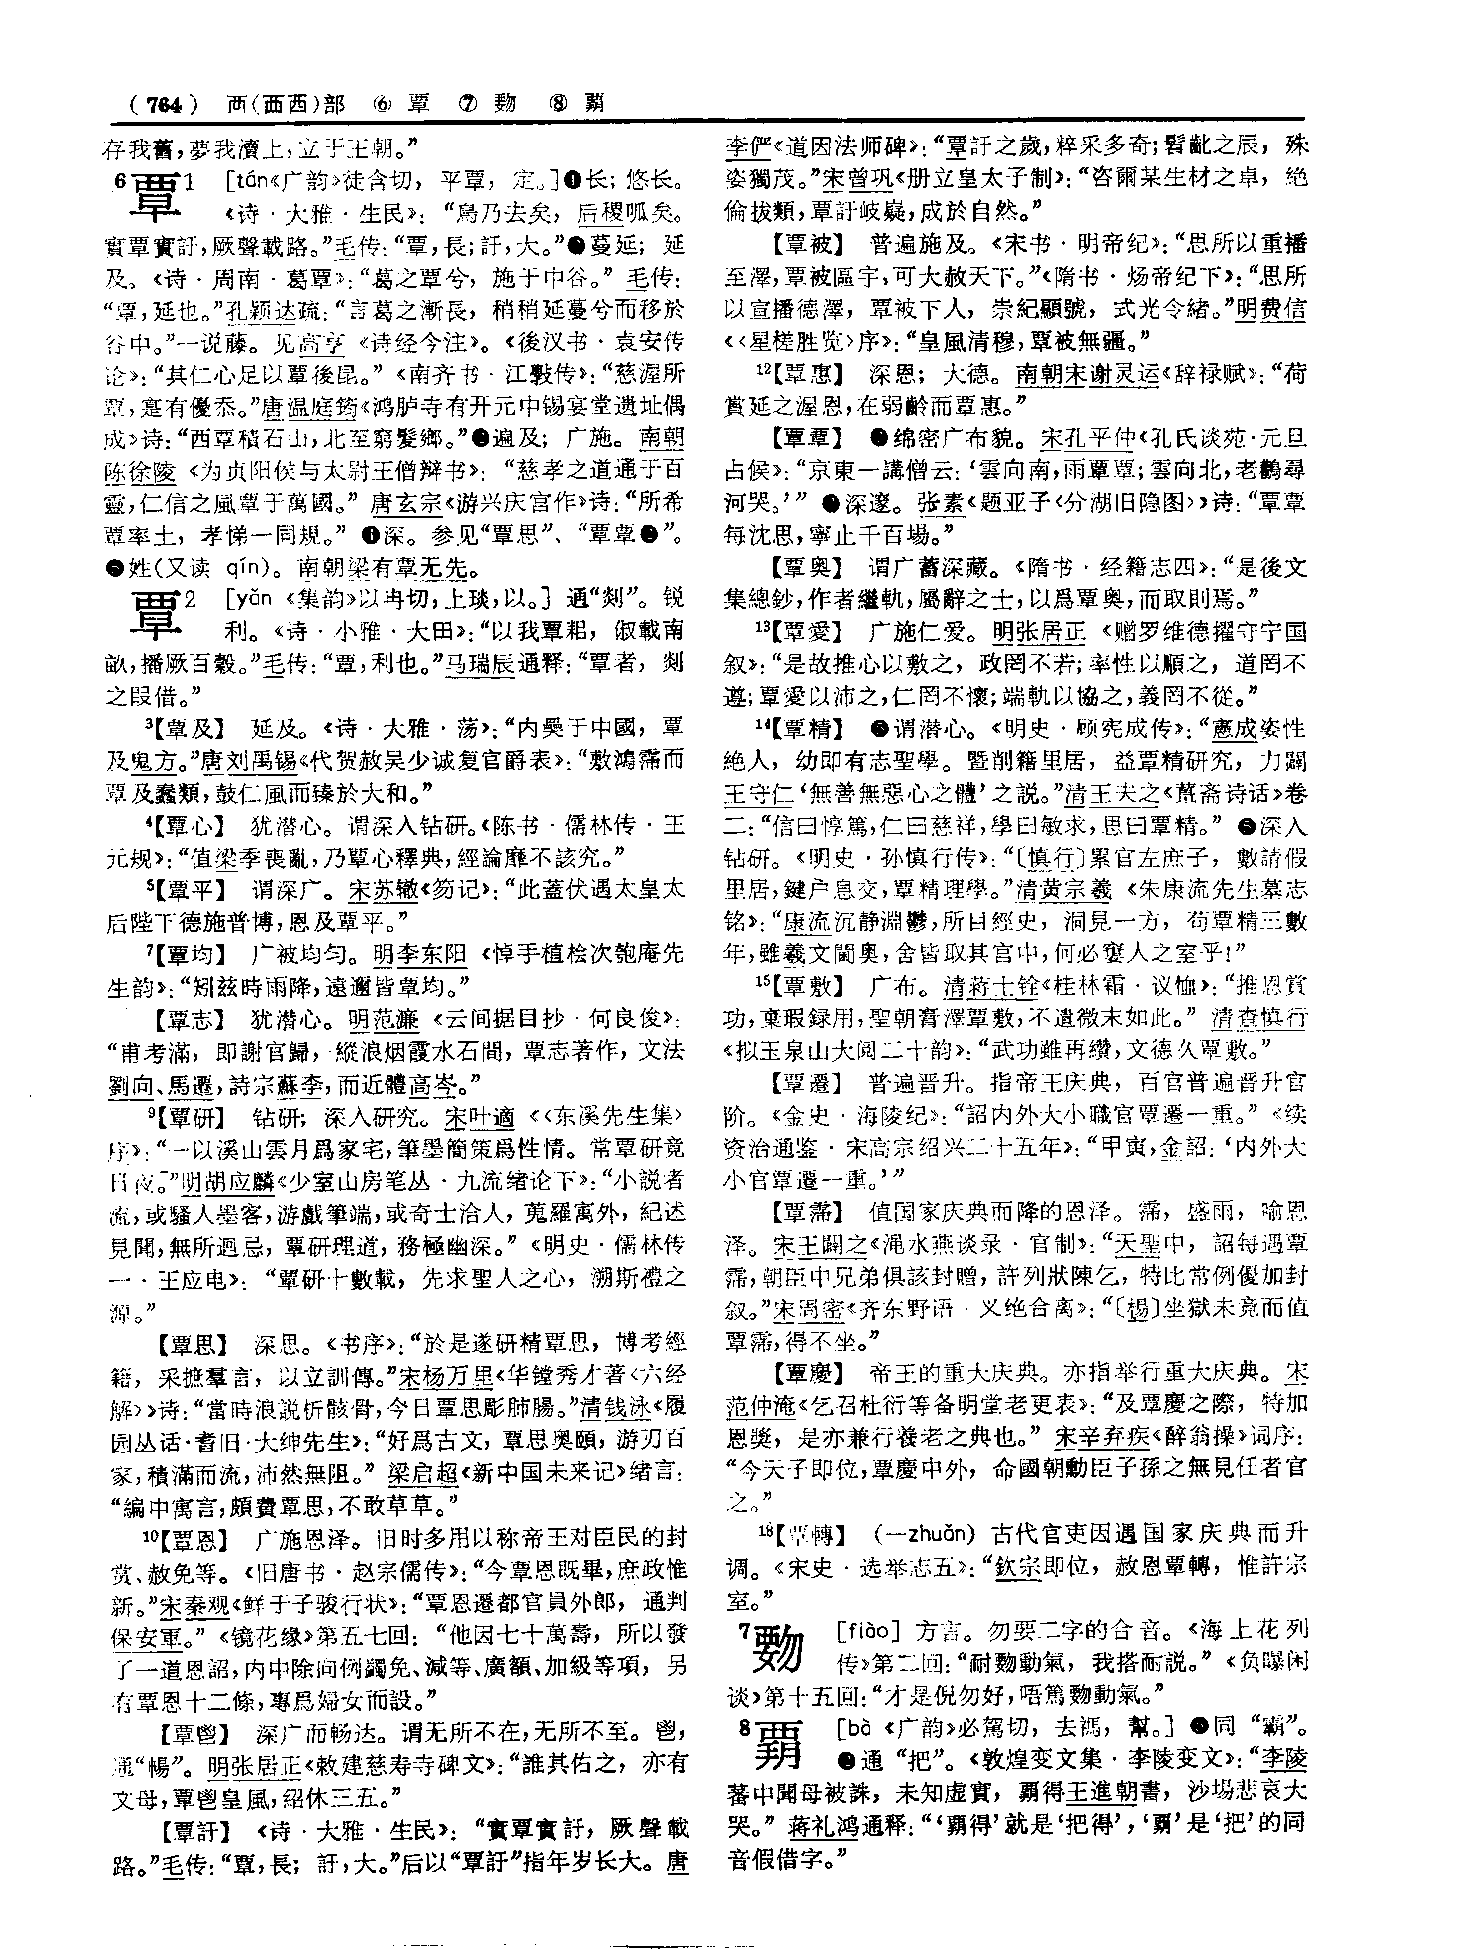 (764) 襾(西覀)部 ⑥ 覃 ⑦ 覅 ⑧ 覇
存我舊，夢我瀆上，立于王朝。”
6 覃1 [tán《广韵》徒含切，平覃，定。]❶长；悠长。
《诗·大雅·生民》：“鳥乃去矣，后稷呱矣。
實覃實訏，厥聲載路。”毛传：“覃，長；訏，大。”❷蔓延；延
及。《诗·周南·葛覃》：“葛之覃兮，施于中谷。”毛传：
“覃，延也。”孔颖达疏：“言葛之漸長，稍稍延蔓兮而移於
谷中。”一说藤。见高亨《诗经今注》。《後汉书·袁安传
论》：“其仁心足以覃後昆。”《南齐书·江斅传》：“慈渥所
覃，寔有優忝。”唐温庭筠《鸿胪寺有开元中锡宴堂遗址偶
成》诗：“西覃積石山，北至窮髮鄉。”❸遍及；广施。南朝
陈徐陵《为贞阳侯与太尉王僧辩书》：“慈孝之道通于百
靈，仁信之風覃于萬國。”唐玄宗《游兴庆宫作》诗：“所希
覃率土，孝悌一同規。”❹深。参见“覃思”、“覃覃❷”。
❺姓(又读 qín)。南朝梁有覃无先。
覃2 [yǎn《集韵》以冉切，上琰，以。]通“剡”。锐
利。《诗·小雅·大田》：“以我覃耜，俶載南
畝，播厥百穀。”毛传：“覃，利也。”马瑞辰通释：“覃者，剡
之叚借。”
3【覃及】 延及。《诗·大雅·荡》：“内奰于中國，覃
及鬼方。”唐刘禹锡《代贺赦吴少诚复官爵表》：“敷鴻霈而
覃及蠢類，鼓仁風而臻於大和。”
4【覃心】 犹潜心。谓深入钻研。《陈书·儒林传·王
元规》：“值梁季喪亂，乃覃心釋典，經論靡不該究。”
5【覃平】 谓深广。宋苏辙《笏记》：“此蓋伏遇太皇太
后陛下德施普博，恩及覃平。”
7【覃均】 广被均匀。明李东阳《悼手植桧次匏庵先
生韵》：“矧兹時雨降，遠邇皆覃均。”
【覃志】 犹潜心。明范濂《云间据目抄·何良俊》：
“甫考滿，即謝官歸，縱浪烟霞水石間，覃志著作，文法
劉向、馬遷，詩宗蘇李，而近體高岑。”
9【覃研】 钻研；深入研究。宋叶適《〈东溪先生集〉
序》：“一以溪山雲月爲家宅，筆墨簡策爲性情。常覃研竟
日夜。”明胡应麟《少室山房笔丛·九流绪论下》：“小説者
流，或騷人墨客，游戲筆端，或奇士洽人，蒐羅寓外，紀述
見聞，無所迴忌，覃研理道，務極幽深。”《明史·儒林传
一·王应电》：“覃研十數載，先求聖人之心，溯斯禮之
源。”
【覃思】 深思。《书序》：“於是遂研精覃思，博考經
籍，采摭羣言，以立訓傳。”宋杨万里《华镗秀才著〈六经
解〉》诗：“當時浪説析骸骨，今日覃思彫肺腸。”清钱泳《履
园丛话·耆旧·大绅先生》：“好爲古文，覃思奥頤，游刃百
家，積滿而流，沛然無阻。”梁启超《新中国未来记》绪言：
“編中寓言，頗費覃思，不敢草草。”
10【覃恩】 广施恩泽。旧时多用以称帝王对臣民的封
赏、赦免等。《旧唐书·赵宗儒传》：“今覃恩既畢，庶政惟
新。”宋秦观《鲜于子骏行状》：“覃恩遷都官員外郎，通判
保安軍。”《镜花缘》第五七回：“他因七十萬壽，所以發
了一道恩詔，内中除向例蠲免、減等、廣額、加級等項，另
有覃恩十二條，專爲婦女而設。”
【覃鬯】 深广而畅达。谓无所不在，无所不至。鬯，
通“暢”。明张居正《敕建慈寿寺碑文》：“誰其佑之，亦有
文母，覃鬯皇風，紹休三五。”
【覃訏】 《诗·大雅·生民》：“實覃實訏，厥聲載
路。”毛传：“覃，長；訏，大。”后以“覃訏”指年岁长大。唐
李俨《道因法师碑》：“覃訏之歲，粹采多奇；髫齔之辰，殊
姿獨茂。”宋曾巩《册立皇太子制》：“咨爾某生材之卓，絶
倫拔類，覃訏岐嶷，成於自然。”
【覃被】 普遍施及。《宋书·明帝纪》：“思所以重播
至澤，覃被區宇，可大赦天下。”《隋书·炀帝纪下》：“思所
以宣播德澤，覃被下人，崇紀顯號，式光令緒。”明费信
《〈星槎胜览〉序》：“皇風清穆，覃被無疆。”
12【覃惠】 深恩；大德。南朝宋谢灵运《辞禄赋》：“荷
賞延之渥恩，在弱齡而覃惠。”
【覃覃】 ❶绵密广布貌。宋孔平仲《孔氏谈苑·元旦
占侯》：“京東一講僧云：‘雲向南，雨覃覃；雲向北，老鸛尋
河哭。’”❷深邃。张素《题亚子〈分湖旧隐图〉》诗：“覃覃
每沈思，寧止千百場。”
【覃奥】 谓广蓄深藏。《隋书·经籍志四》：“是後文
集總鈔，作者繼軌，屬辭之士，以爲覃奥，而取則焉。”
13【覃愛】 广施仁爱。明张居正《赠罗维德擢守宁国
叙》：“是故推心以敷之，政罔不若；率性以順之，道罔不
遵；覃愛以沛之，仁罔不懷；端軌以協之，義罔不從。”
14【覃精】 ❶谓潜心。《明史·顾宪成传》：“憲成姿性
絶人，幼即有志聖學。暨削籍里居，益覃精研究，力闢
王守仁‘無善無惡心之體’之説。”清王夫之《薑斋诗话》卷
二：“信曰惇篤，仁曰慈祥，學曰敏求，思曰覃精。”❷深入
钻研。《明史·孙慎行传》：“〔慎行〕累官左庶子，數請假
里居，鍵户息交，覃精理學。”清黄宗羲《朱康流先生墓志
铭》：“康流沉静淵鬱，所目經史，洞見一方，苟覃精三數
年，雖羲文閫奥，舍皆取其宫中，何必窶人之室乎！”
15【覃敷】 广布。清蒋士铨《桂林霜·议恤》：“推恩賞
功，棄瑕録用，聖朝膏澤覃敷，不遺微末如此。”清查慎行
《拟玉泉山大阅二十韵》：“武功雖再纘，文德久覃敷。”
【覃遷】 普遍晋升。指帝王庆典，百官普遍晋升官
阶。《金史·海陵纪》：“詔内外大小職官覃遷一重。”《续
资治通鉴·宋高宗绍兴二十五年》：“甲寅，金詔：‘内外大
小官覃遷一重。’”
【覃霈】 值国家庆典而降的恩泽。霈，盛雨，喻恩
泽。宋王闢之《渑水燕谈录·官制》：“天聖中，詔每遇覃
霈，朝臣中兄弟俱該封贈，許列狀陳乞，特比常例優加封
叙。”宋周密《齐东野语·义绝合离》：“〔楊〕坐獄未竟而值
覃霈，得不坐。”
【覃慶】 帝王的重大庆典。亦指举行重大庆典。宋
范仲淹《乞召杜衍等备明堂老更表》：“及覃慶之際，特加
恩獎，是亦兼行養老之典也。”宋辛弃疾《醉翁操》词序：
“今天子即位，覃慶中外，命國朝勳臣子孫之無見任者官
之。”
18【覃轉】 (一zhuǎn) 古代官吏因遇国家庆典而升
调。《宋史·选举志五》：“欽宗即位，赦恩覃轉，惟許宗
室。”
7 覅 [fiào] 方言。勿要二字的合音。《海上花列
传》第二回：“耐覅動氣，我搭耐説。”《负曝闲
谈》第十五回：“才是倪勿好，唔篤覅動氣。”
8 覇 [bà《广韵》必駕切，去禡，幫。] ❶同“霸”。
❷通“把”。《敦煌变文集·李陵变文》：“李陵
蕃中聞母被誅，未知虚實，覇得王進朝書，沙場悲哀大
哭。”蒋礼鸿通释：“‘覇得’就是‘把得’，‘覇’是‘把’的同
音假借字。”